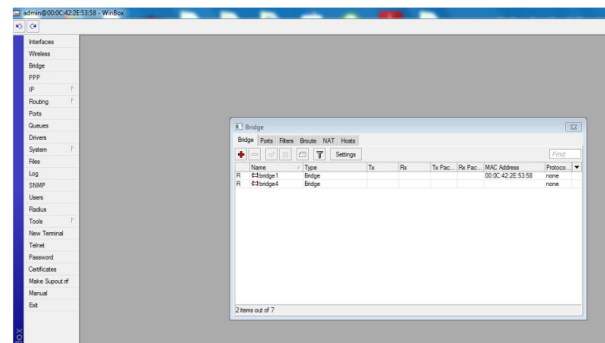 admin@00:0C:42:2E:53:58 - WinBox
Interfaces
Wireless
Bridge
PPP
IP
Routing
Ports
Queues
Drivers
System
Files
Log
SNMP
Users
Radius
Tools
New Terminal
Telnet
Password
Certificates
Make Supout.rif
Manual
Exit
Bridge
Bridge Ports Filters Broute NAT Hosts
Settings Find
Name / Type Tx Rx Tx Pac... Rx Pac... MAC Address Protoco...
R bridge1 Bridge 00:0C:42:2E:53:58 none
R bridge4 Bridge none
2 items out of 7
Box